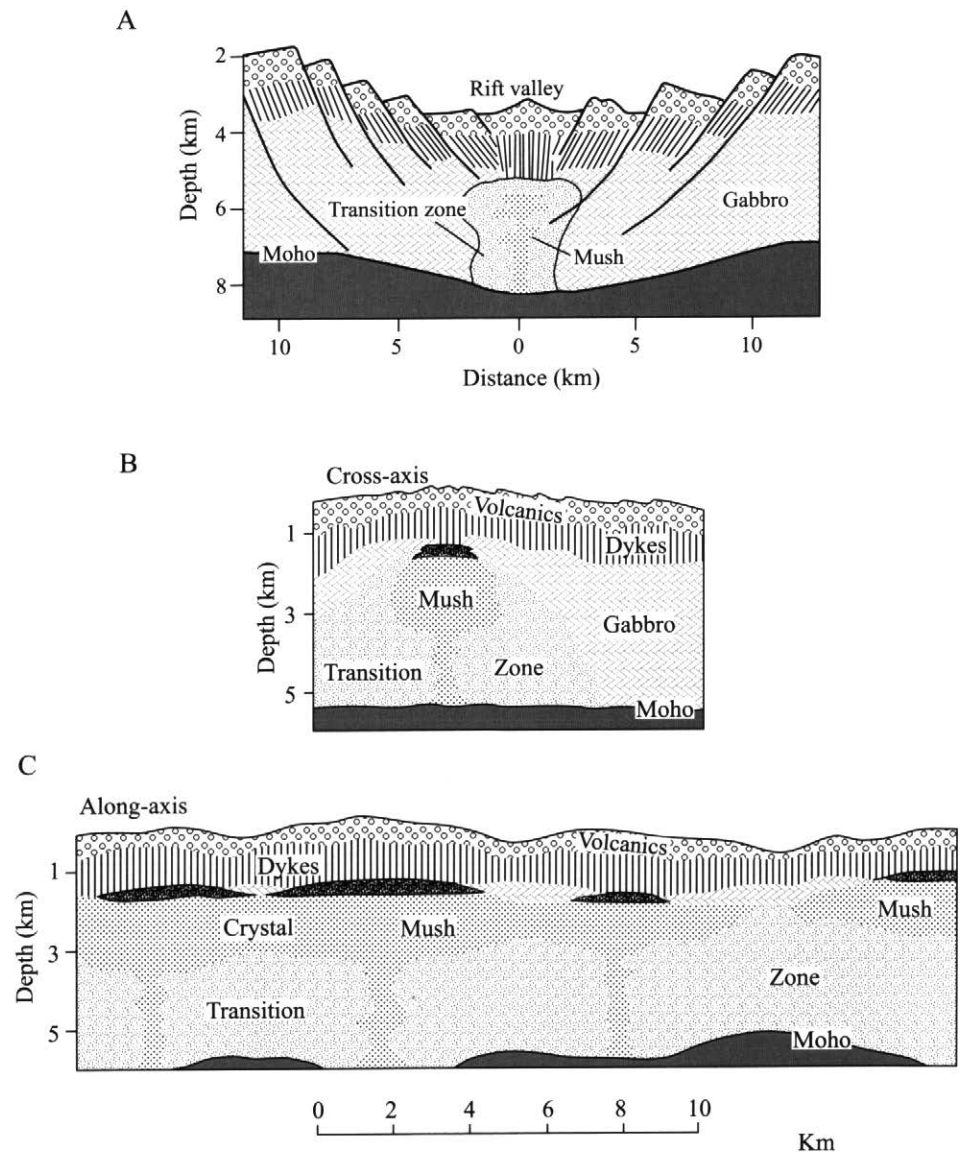 A
2
4
6
8
Depth (km)
Rift valley
Transition zone
Gabbro
Moho
Mush
10
5
0
5
10
Distance (km)
B
Cross-axis
Volcanics
Dykes
1
3
5
Depth (km)
Mush
Gabbro
Transition
Zone
Moho
C
Along-axis
Volcanics
Dykes
1
3
5
Depth (km)
Crystal
Mush
Mush
Zone
Transition
Moho
0
2
4
6
8
10
Km